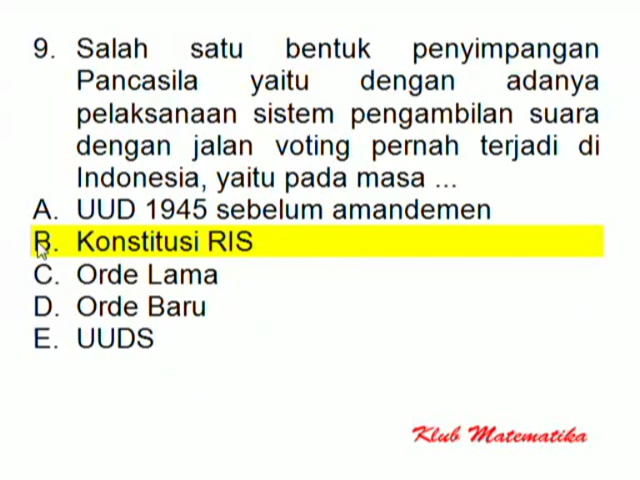 9. Salah satu bentuk penyimpangan
Pancasila yaitu dengan adanya
pelaksanaan sistem pengambilan suara
dengan jalan voting pernah terjadi di
Indonesia, yaitu pada masa ...
A. UUD 1945 sebelum amandemen
B. Konstitusi RIS
C. Orde Lama
D. Orde Baru
E. UUDS
Klub Matematika